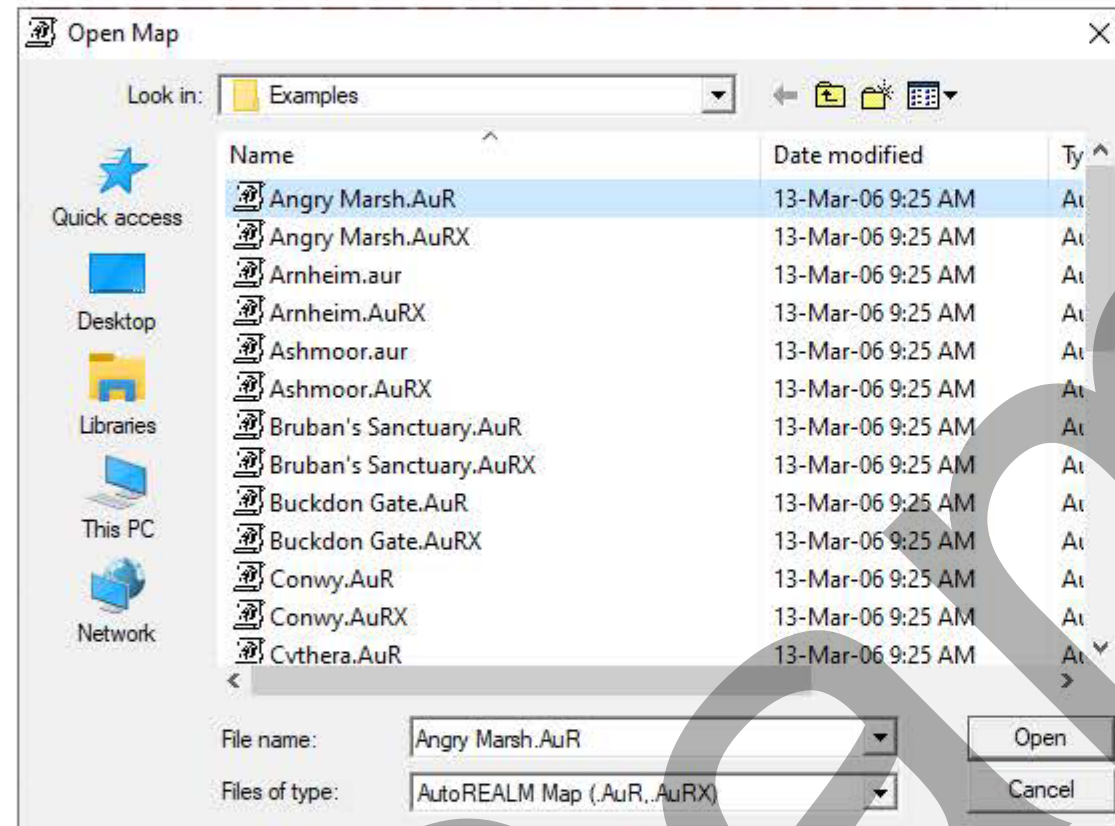 Open Map
Look in: Examples
Name Date modified Ty
Quick access
Desktop
Libraries
This PC
Network
Angry Marsh.AuR 13-Mar-06 9:25 AM
Angry Marsh.AuRX 13-Mar-06 9:25 AM
Arnheim.aur 13-Mar-06 9:25 AM
Arnheim.AuRX 13-Mar-06 9:25 AM
Ashmoor.aur 13-Mar-06 9:25 AM
Ashmoor.AuRX 13-Mar-06 9:25 AM
Bruban's Sanctuary.AuR 13-Mar-06 9:25 AM
Bruban's Sanctuary.AuRX 13-Mar-06 9:25 AM
Buckdon Gate.AuR 13-Mar-06 9:25 AM
Buckdon Gate.AuRX 13-Mar-06 9:25 AM
Conwy.AuR 13-Mar-06 9:25 AM
Conwy.AuRX 13-Mar-06 9:25 AM
Cythera.AuR 13-Mar-06 9:25 AM
File name: Angry Marsh.AuR Open
Files of type: AutoREALM Map (.AuR,.AuRX) Cancel